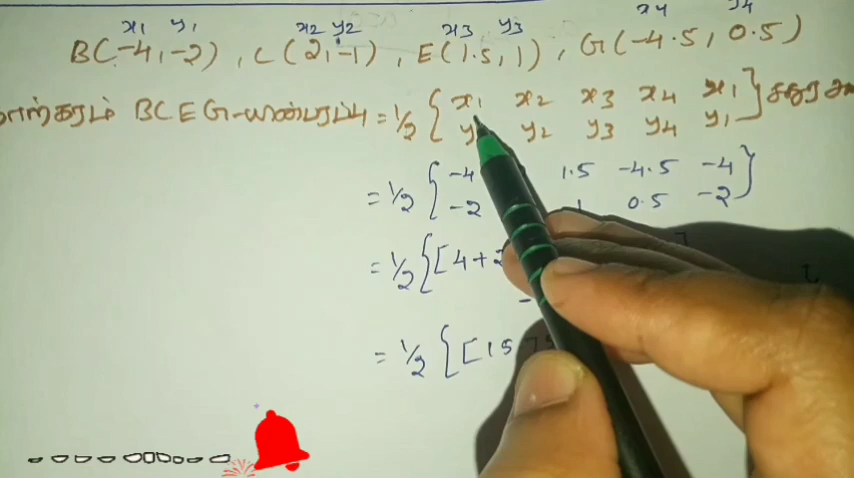 x1 y1 x2 y2 x3 y3 x4 y4
B(-4,-2), C(2,-1), E(1.5,1), G(-4.5, 0.5)
BCEG-யின் பரப்பு = 1/2 { x1 x2 x3 x4 x1 }
y2 y3 y4 y1
= 1/2 { -4 1.5 -4.5 -4 }
-2 1 0.5 -2
= 1/2 {[4+
= 1/2 {[15